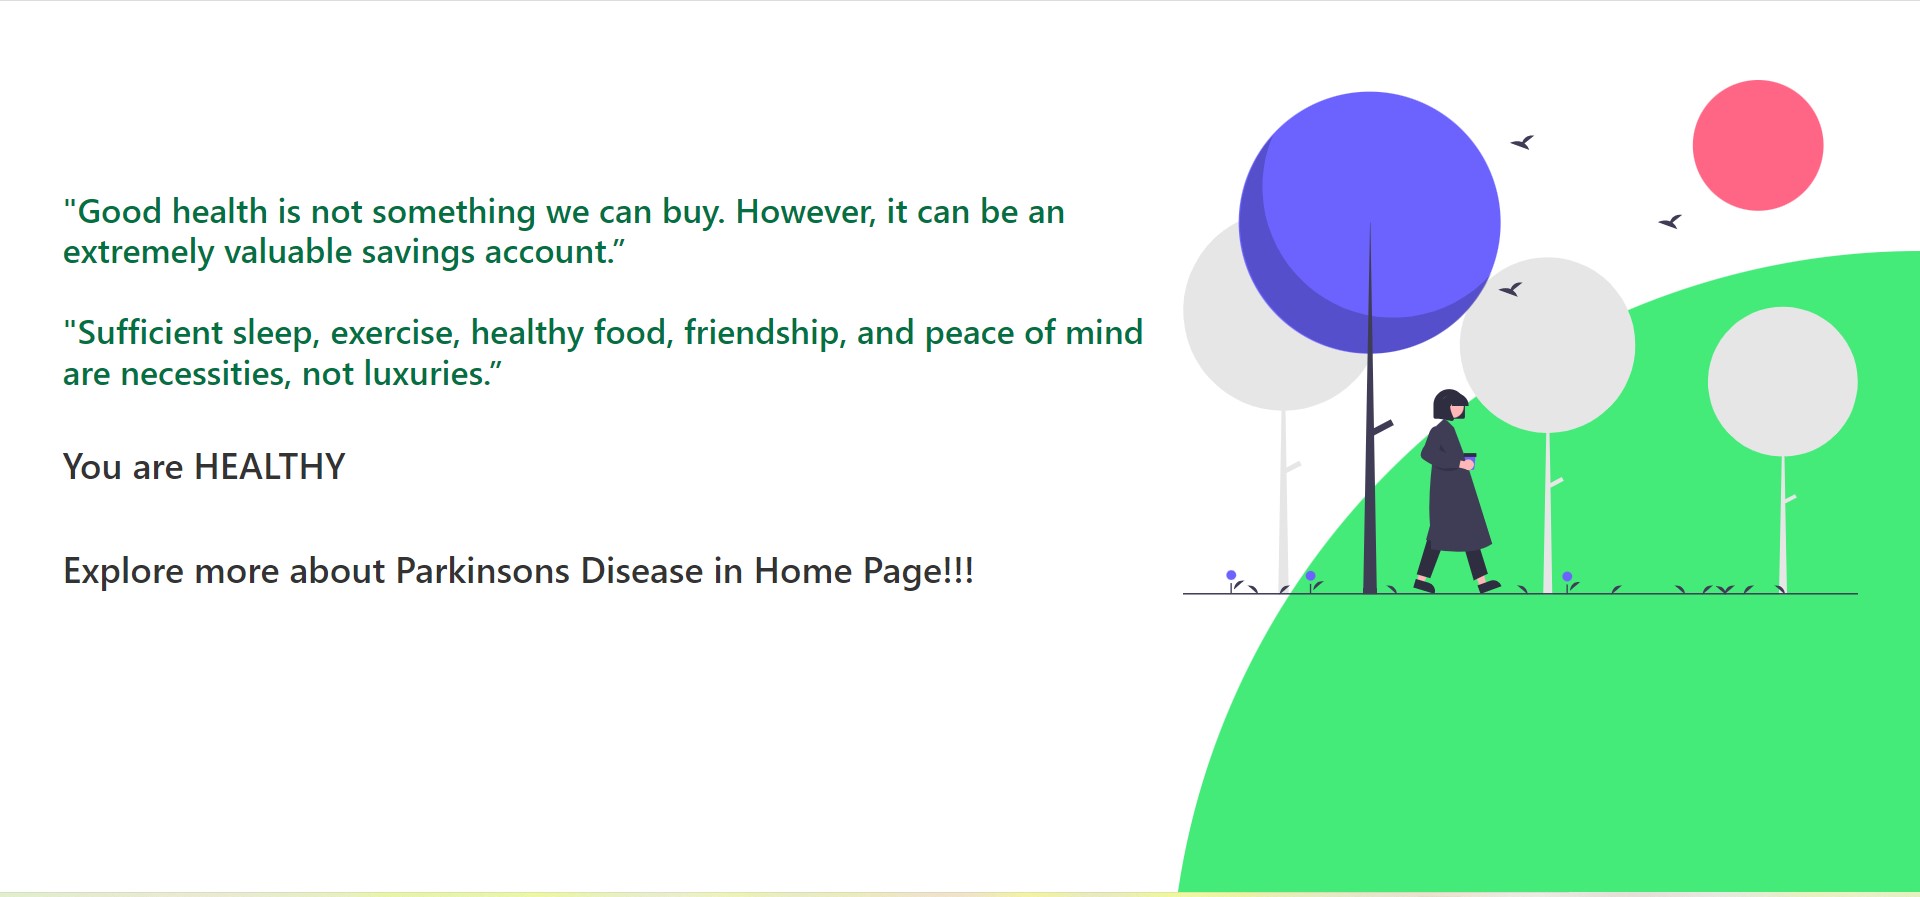 "Good health is not something we can buy. However, it can be an
extremely valuable savings account.”
"Sufficient sleep, exercise, healthy food, friendship, and peace of mind
are necessities, not luxuries.”
You are HEALTHY
Explore more about Parkinsons Disease in Home Page!!!